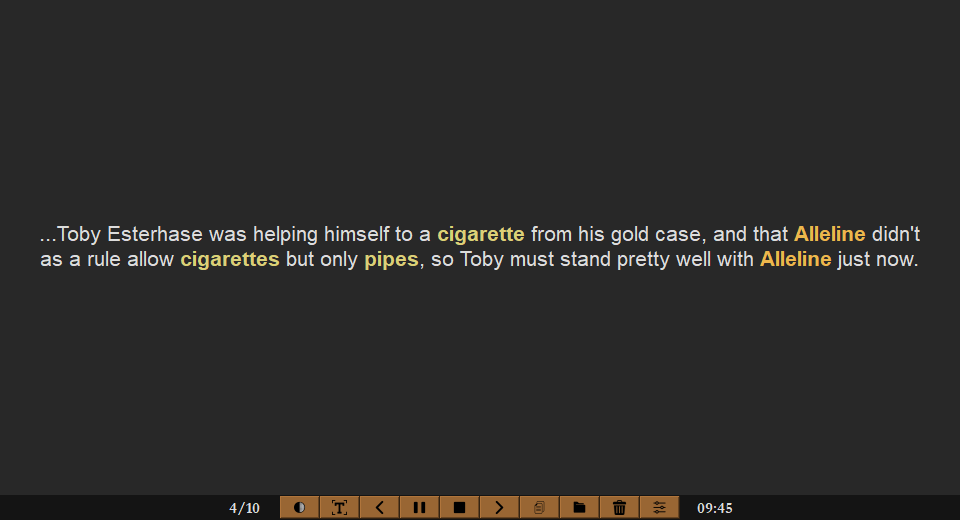 ...Toby Esterhase was helping himself to a cigarette from his gold case, and that Alleline didn't
as a rule allow cigarettes but only pipes, so Toby must stand pretty well with Alleline just now.
4/10 T 09:45